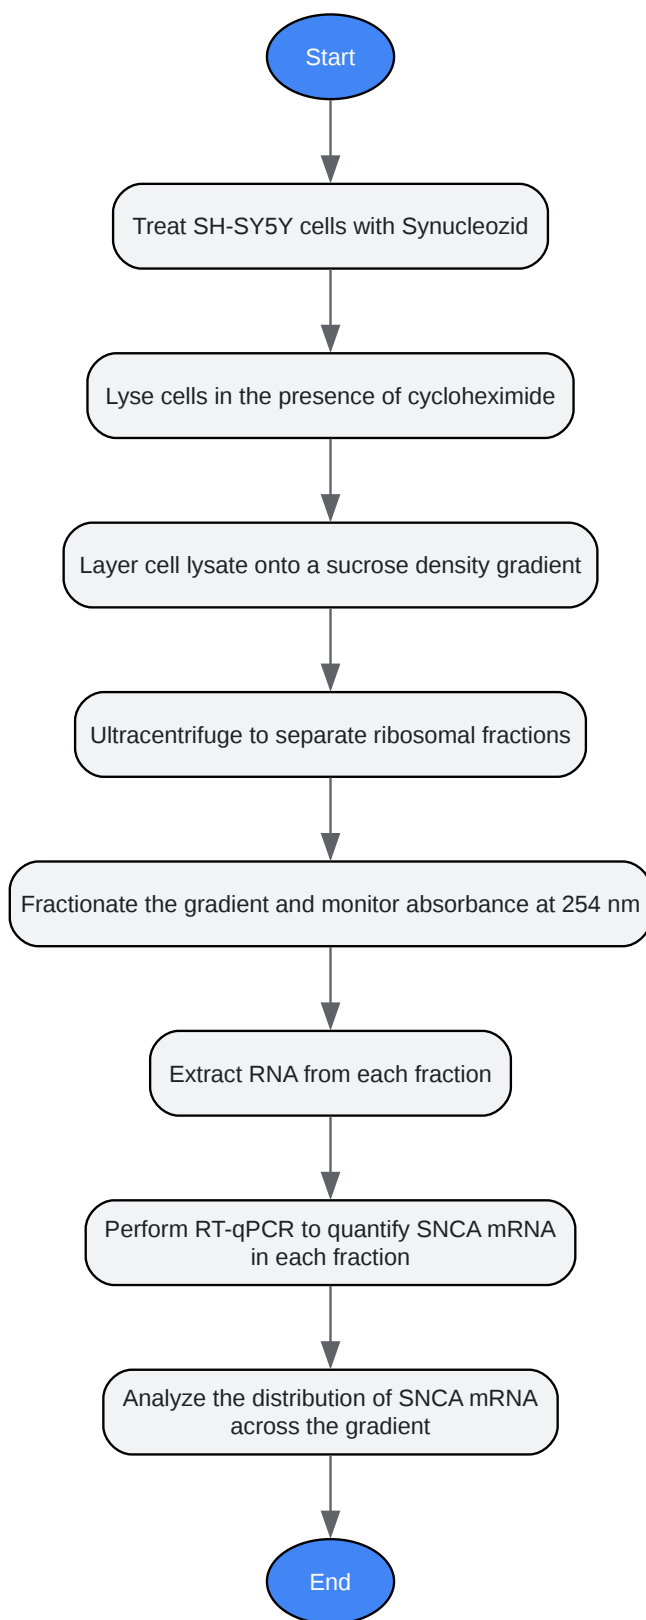 Start
Treat SH-SY5Y cells with Synucleozid
Lyse cells in the presence of cycloheximide
Layer cell lysate onto a sucrose density gradient
Ultracentrifuge to separate ribosomal fractions
Fractionate the gradient and monitor absorbance at 254 nm
Extract RNA from each fraction
Perform RT-qPCR to quantify SNCA mRNA
in each fraction
Analyze the distribution of SNCA mRNA
across the gradient
End